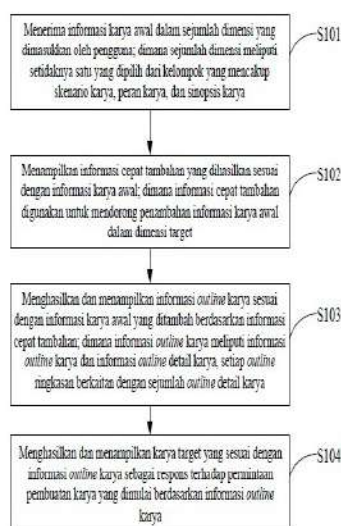 Menerima informasi karya awal dalam sejumlah dimensi yang
dimasukkan oleh pengguna; dimana sejumlah dimensi meliputi
setidaknya satu yang dipilih dari kelompok yang mencakup
skenario karya, peran karya, dan sinopsis karya
S101
Menampilkan informasi cepat tambahan yang dihasilkan sesuai
dengan informasi karya awal; dimana informasi cepat tambahan
digunakan untuk mendorong penambahan informasi karya awal
dalam dimensi target
S102
Menghasilkan dan menampilkan informasi outline karya sesuai
dengan informasi karya awal yang ditambah berdasarkan informasi
cepat tambahan; dimana informasi outline karya meliputi informasi
outline karya dan informasi outline detail karya, setiap outline
ringkasan berkaitan dengan sejumlah outline detail karya
S103
Menghasilkan dan menampilkan karya target yang sesuai dengan
informasi outline karya sebagai respons terhadap permintaan
pembuatan karya yang dimulai berdasarkan informasi outline
karya
S104